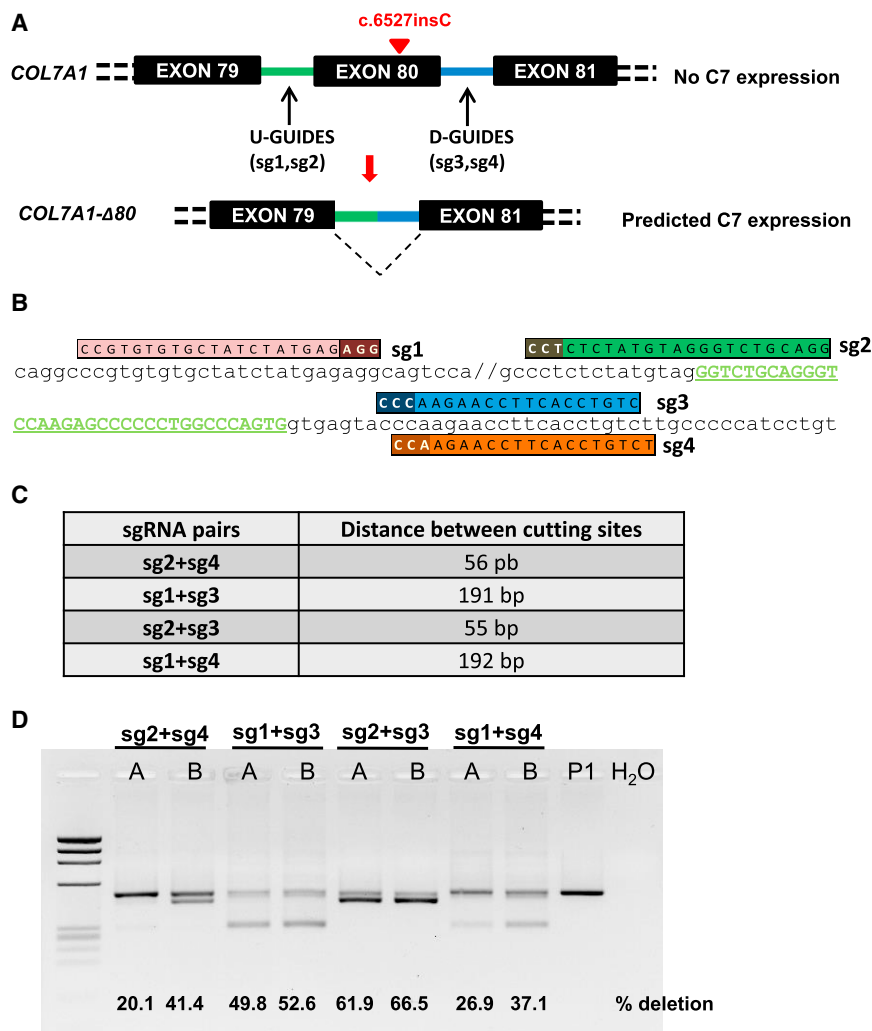 A
c.6527insC
COL7A1 EXON 79 EXON 80 EXON 81 No C7 expression
U-GUIDES (sg1,sg2)
D-GUIDES (sg3,sg4)
COL7A1-Δ80 EXON 79 EXON 81 Predicted C7 expression
B
CCGTGTGTGCTATCTATGAGAGG sg1 CCTCTCTATGTAGGGTCTGCAGG sg2
caggcccgtgtgtgctatctatgagaggcagtcca//gccctctctatgtagGGTCTGCAGGGT
CCCAAGAACCTTCACCTGTC sg3
CCAAGAGCCCCCCTGGCCCAGTGgtgagtacccaagaaccttcacctgtcttgcccccatcctgt
CCAAGAACCTTCACCTGTCT sg4
C
sgRNA pairs Distance between cutting sites
sg2+sg4 56 pb
sg1+sg3 191 bp
sg2+sg3 55 bp
sg1+sg4 192 bp
D
sg2+sg4 sg1+sg3 sg2+sg3 sg1+sg4
A B A B A B A B P1 H₂O
20.1 41.4 49.8 52.6 61.9 66.5 26.9 37.1 % deletion